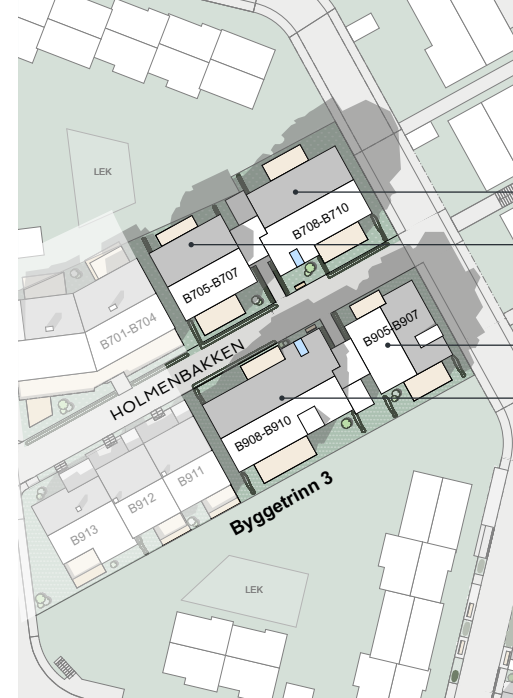 LEK
B708-B710
B705-B707
B701-B704
B905-B907
HOLMENBAKKEN
B908-B910
B911
B912
B913
Byggetrinn 3
LEK